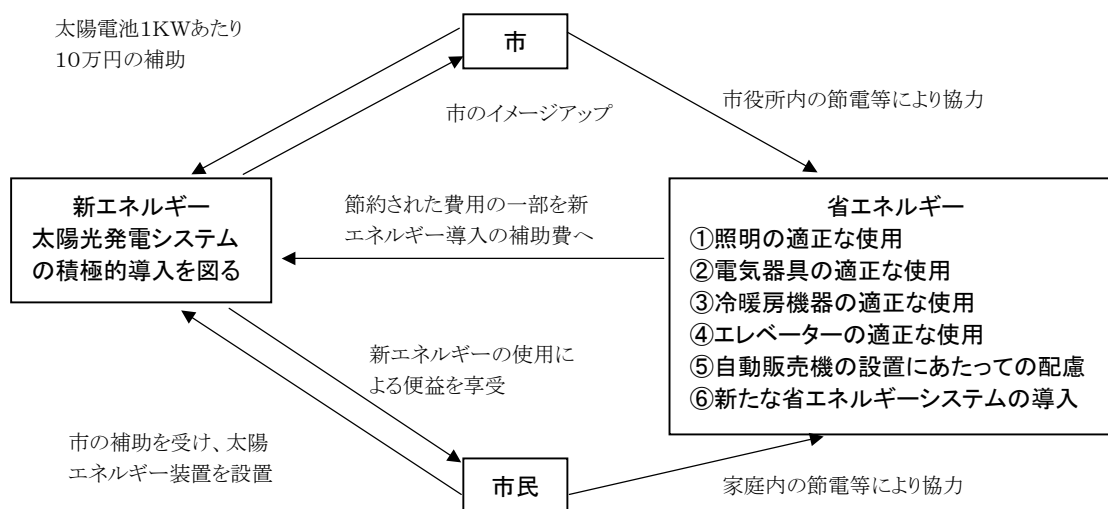 太陽電池1KWあたり
10万円の補助
市
市のイメージアップ
市役所内の節電等により協力
新エネルギー
太陽光発電システム
の積極的導入を図る
節約された費用の一部を新
エネルギー導入の補助費へ
省エネルギー
①照明の適正な使用
②電気器具の適正な使用
③冷暖房機器の適正な使用
④エレベーターの適正な使用
⑤自動販売機の設置にあたっての配慮
⑥新たな省エネルギーシステムの導入
新エネルギーの使用に
よる便益を享受
市の補助を受け、太陽
エネルギー装置を設置
市民
家庭内の節電等により協力